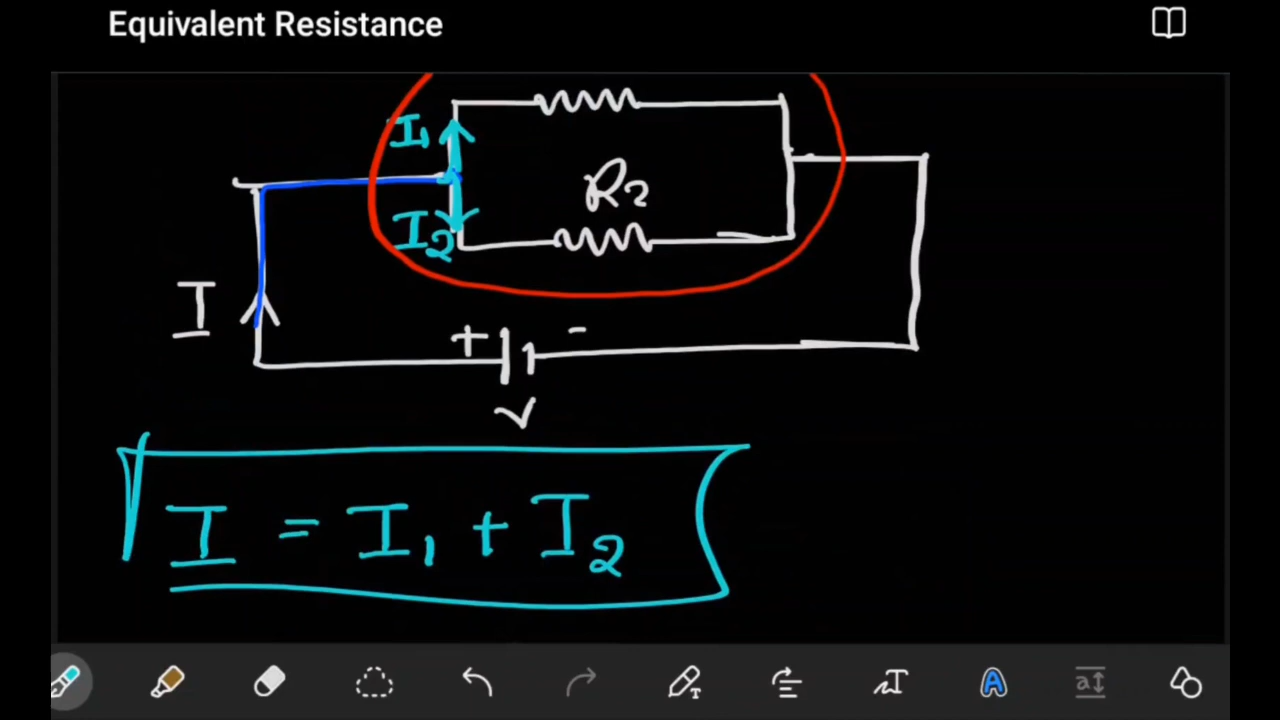 Equivalent Resistance
I₁
R₂
I₂
I
+ -
V
I = I₁ + I₂